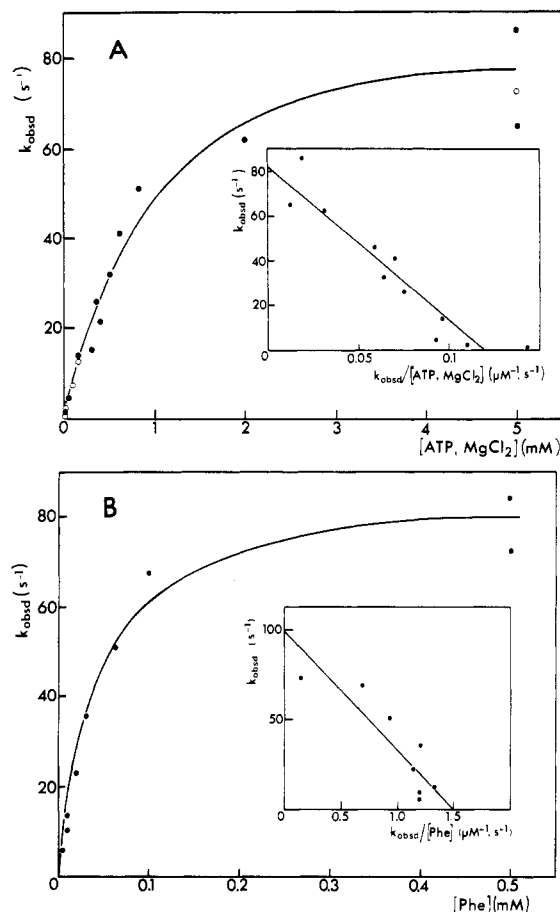 A
k_obsd (s⁻¹)
80
60
40
20
0
0 1 2 3 4 5
[ATP, MgCl₂] (mM)
k_obsd (s⁻¹)
80
60
40
20
0 0.05 0.1
k_obsd/[ATP, MgCl₂] (μM⁻¹·s⁻¹)
B
k_obsd (s⁻¹)
80
60
40
20
0
0 0.1 0.2 0.3 0.4 0.5
[Phe] (mM)
k_obsd (s⁻¹)
100
50
0 0.5 1.0 1.5
k_obsd/[Phe] (μM⁻¹·s⁻¹)